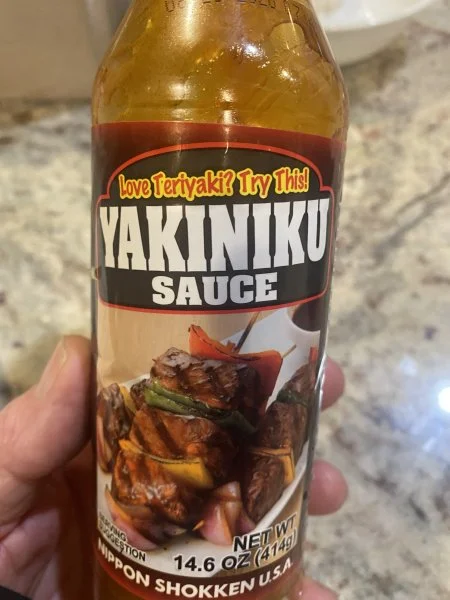 Love Teriyaki? Try This!
YAKINIKU
SAUCE
SERVING
SUGGESTION
NET WT
14.6 OZ (414g)
NIPPON SHOKKEN U.S.A.